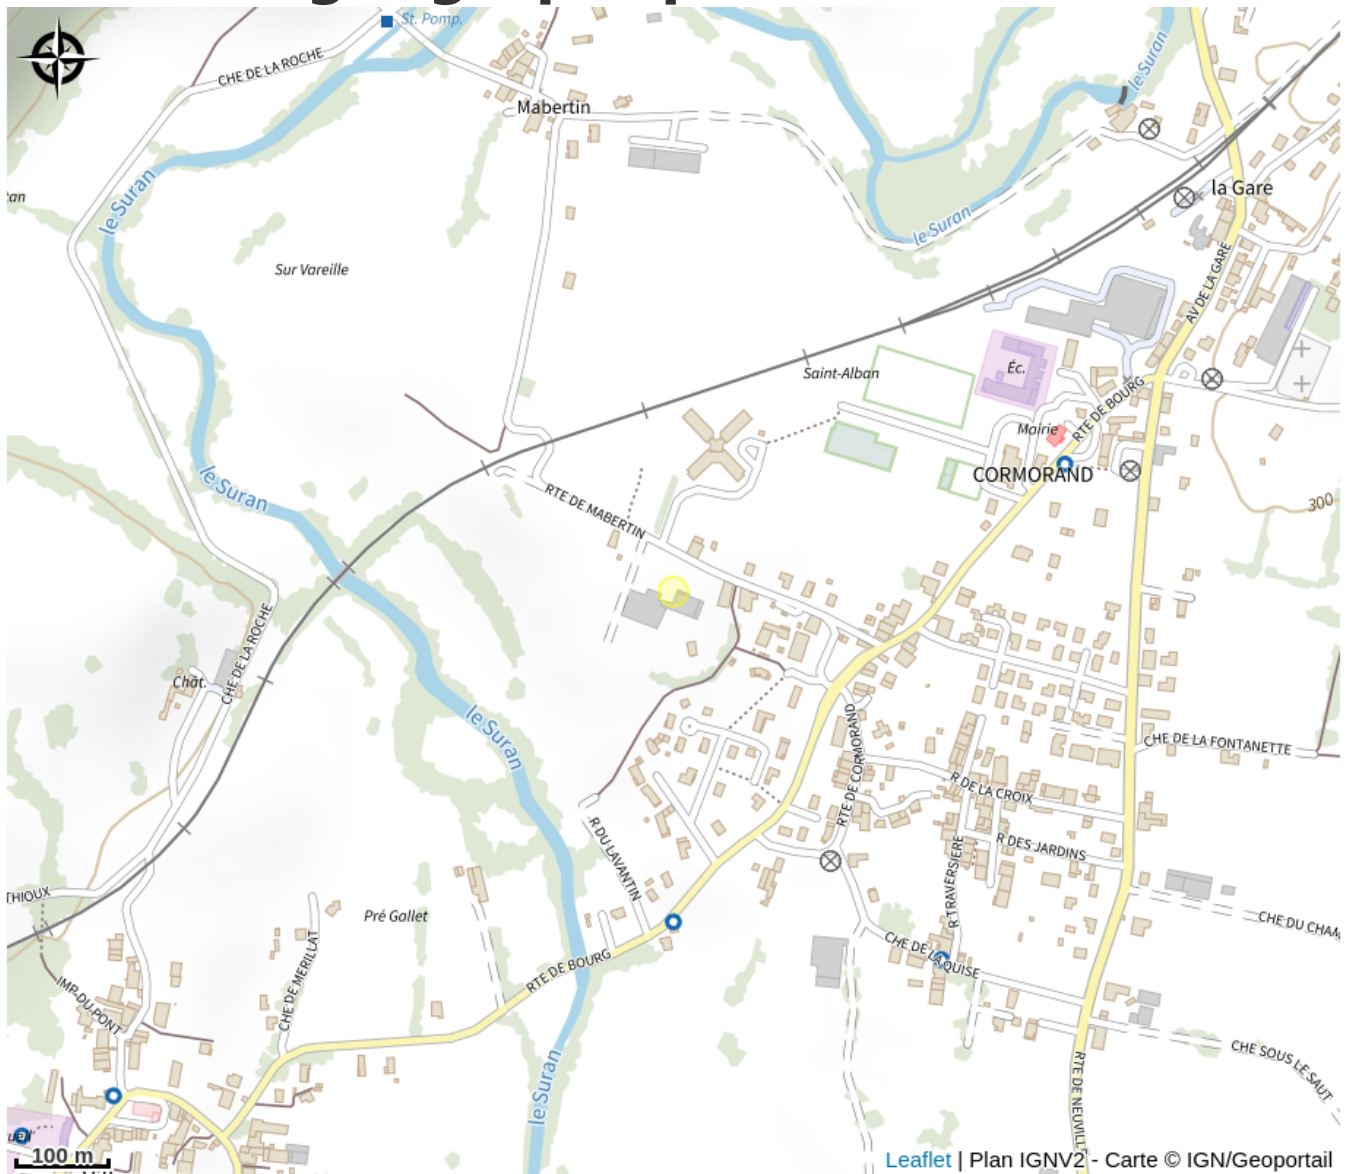 St. Pomp.
CHE DE LA ROCHE
le Suran
Mabertin
le Suran
tan
la Gare
le Suran
Sur Vareille
AV DE LA GARE
Saint-Alban
Éc.
RTE DE BOURG
Mairie
CORMORAND
le Suran
RTE DE MABERTIN
300
CHE DE LA ROCHE
Chât.
le Suran
RTE DE CORMORAND
CHE DE LA FONTANETTE
R DE LA CROIX
R DU LAVANTIN
R DES JARDINS
R TRAVERSIERE
THIOUX
Pré Gallet
CHE DU CHAM
CHE DE LAQUISE
RTE DE BOURG
CHE DE MERILLAT
IMP DU PONT
CHE SOUS LE SAUT
le Suran
RTE DE NEUVILL
100 m
Leaflet | Plan IGNV2 - Carte © IGN/Geoportail